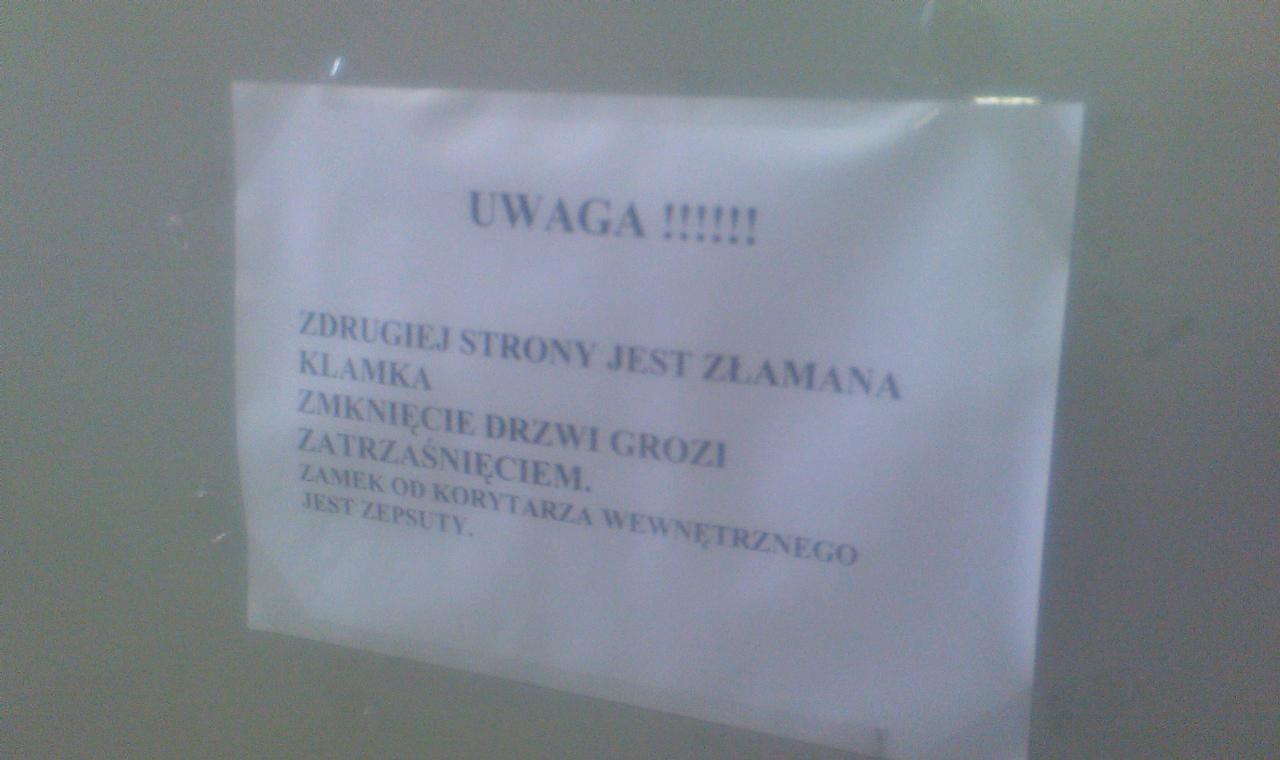 UWAGA !!!!!!
ZDRUGIEJ STRONY JEST ZŁAMANA
KLAMKA
ZMKNIĘCIE DRZWI GROZI
ZATRZAŚNIĘCIEM.
ZAMEK OD KORYTARZA WEWNĘTRZNEGO
JEST ZEPSUTY.